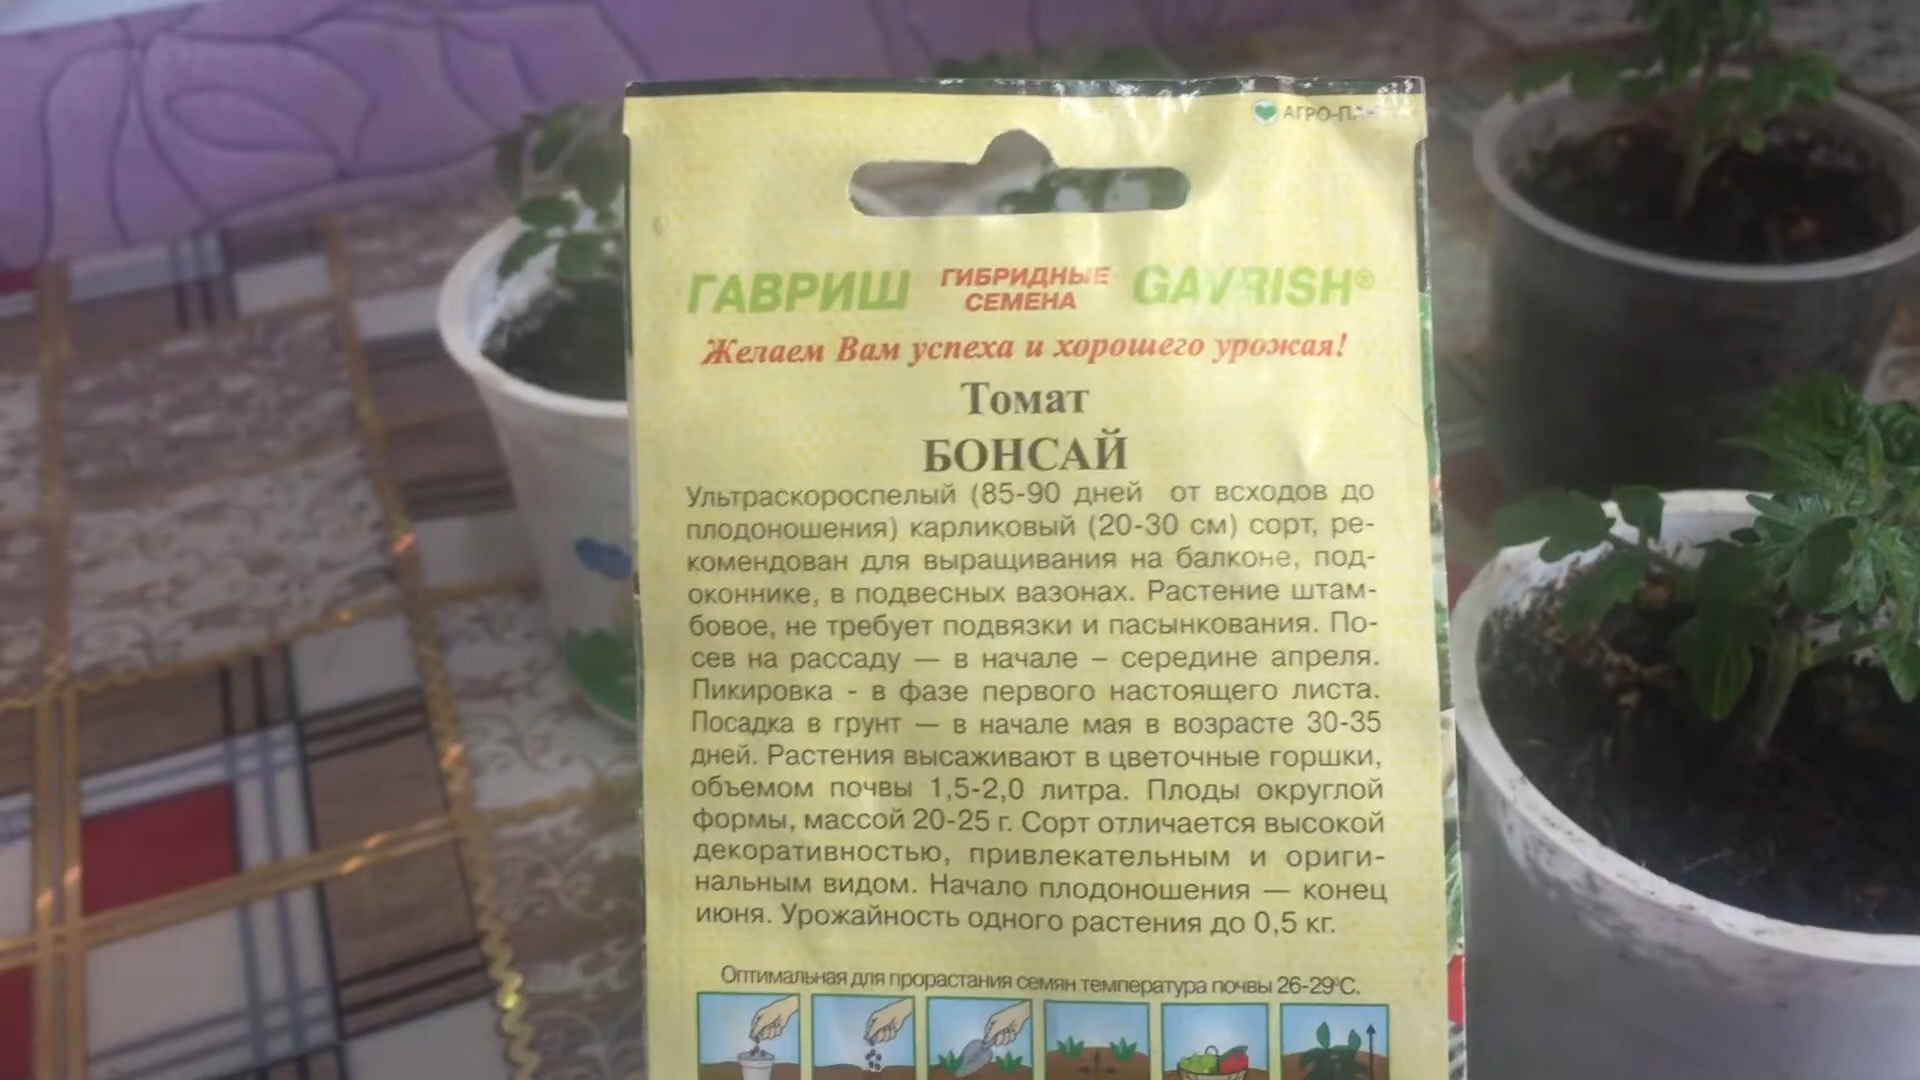 АГРО-П
ГАВРИШ ГИБРИДНЫЕ СЕМЕНА GAVRISH®
Желаем Вам успеха и хорошего урожая!
Томат
БОНСАЙ
Ультраскороспелый (85-90 дней от всходов до
плодоношения) карликовый (20-30 см) сорт, ре-
комендован для выращивания на балконе, под-
оконнике, в подвесных вазонах. Растение штам-
бовое, не требует подвязки и пасынкования. По-
сев на рассаду — в начале – середине апреля.
Пикировка - в фазе первого настоящего листа.
Посадка в грунт — в начале мая в возрасте 30-35
дней. Растения высаживают в цветочные горшки,
объемом почвы 1,5-2,0 литра. Плоды округлой
формы, массой 20-25 г. Сорт отличается высокой
декоративностью, привлекательным и ориги-
нальным видом. Начало плодоношения — конец
июня. Урожайность одного растения до 0,5 кг.
Оптимальная для прорастания семян температура почвы 26-29°С.